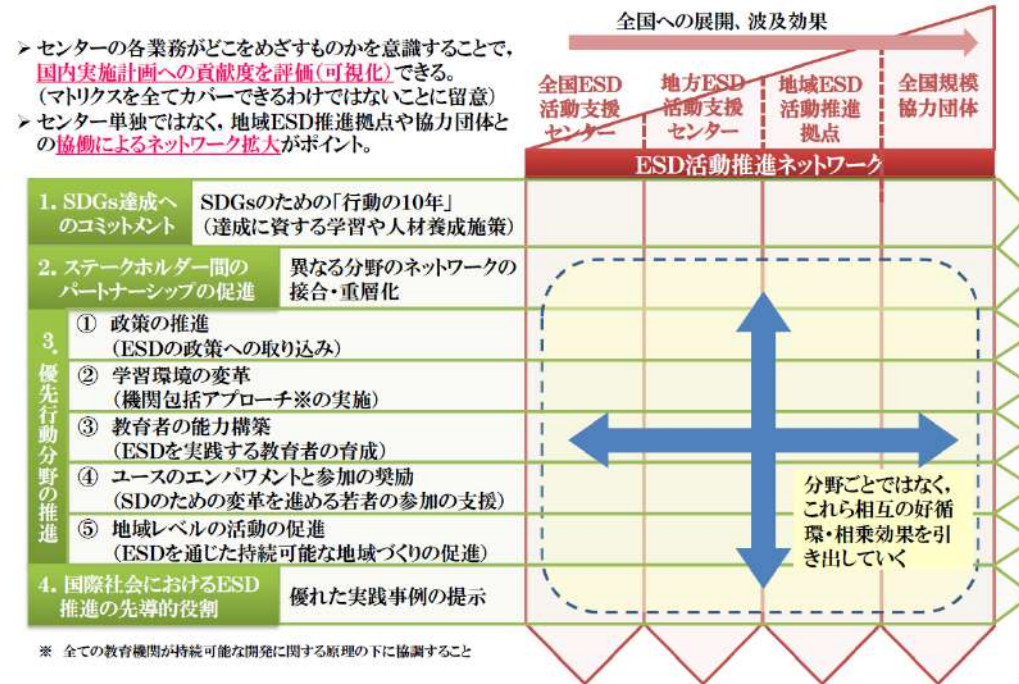 ➢ センターの各業務がどこをめざすものかを意識することで,
国内実施計画への貢献度を評価(可視化)できる。
(マトリクスを全てカバーできるわけではないことに留意)
➢ センター単独ではなく,地域ESD推進拠点や協力団体と
の協働によるネットワーク拡大がポイント。
全国への展開、波及効果
全国ESD
活動支援
センター
地方ESD
活動支援
センター
地域ESD
活動推進
拠点
全国規模
協力団体
ESD活動推進ネットワーク
1. SDGs達成へ
のコミットメント
SDGsのための「行動の10年」
(達成に資する学習や人材養成施策)
2. ステークホルダー間の
パートナーシップの促進
異なる分野のネットワークの
接合・重層化
3. 優先行動分野の推進
① 政策の推進
(ESDの政策への取り込み)
② 学習環境の変革
(機関包括アプローチ※の実施)
③ 教育者の能力構築
(ESDを実践する教育者の育成)
④ ユースのエンパワメントと参加の奨励
(SDのための変革を進める若者の参加の支援)
⑤ 地域レベルの活動の促進
(ESDを通じた持続可能な地域づくりの促進)
分野ごとではなく,
これら相互の好循
環・相乗効果を引
き出していく
4. 国際社会におけるESD
推進の先導的役割
優れた実践事例の提示
※ 全ての教育機関が持続可能な開発に関する原理の下に協調すること